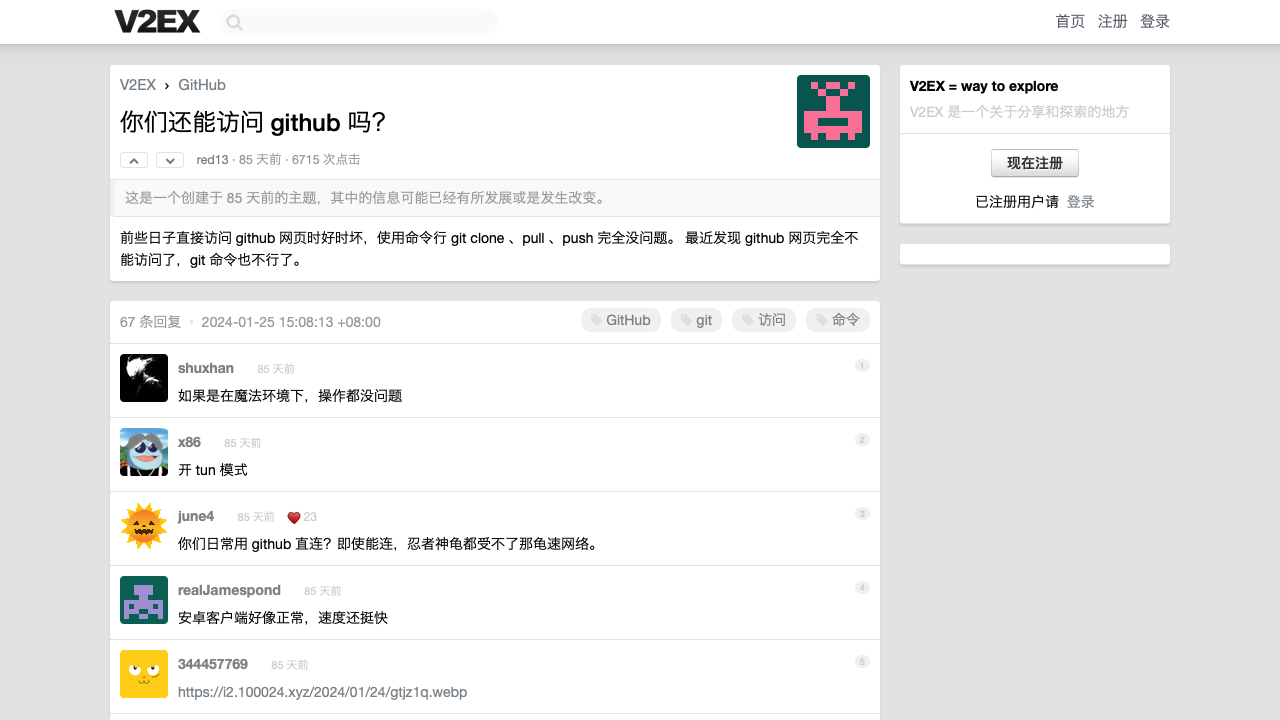 V2EX
首页 注册 登录
V2EX › GitHub
你们还能访问 github 吗?
red13 · 85 天前 · 6715 次点击
这是一个创建于 85 天前的主题，其中的信息可能已经有所发展或是发生改变。
前些日子直接访问 github 网页时好时坏，使用命令行 git clone 、pull 、push 完全没问题。 最近发现 github 网页完全不
能访问了，git 命令也不行了。
67 条回复 • 2024-01-25 15:08:13 +08:00
GitHub git 访问 命令
shuxhan 85 天前 1
如果是在魔法环境下，操作都没问题
x86 85 天前 2
开 tun 模式
june4 85 天前 23 3
你们日常用 github 直连？即使能连，忍者神龟都受不了那龟速网络。
realJamespond 85 天前 4
安卓客户端好像正常，速度还挺快
344457769 85 天前 5
https://i2.100024.xyz/2024/01/24/gtjz1q.webp
V2EX = way to explore
V2EX 是一个关于分享和探索的地方
现在注册
已注册用户请 登录